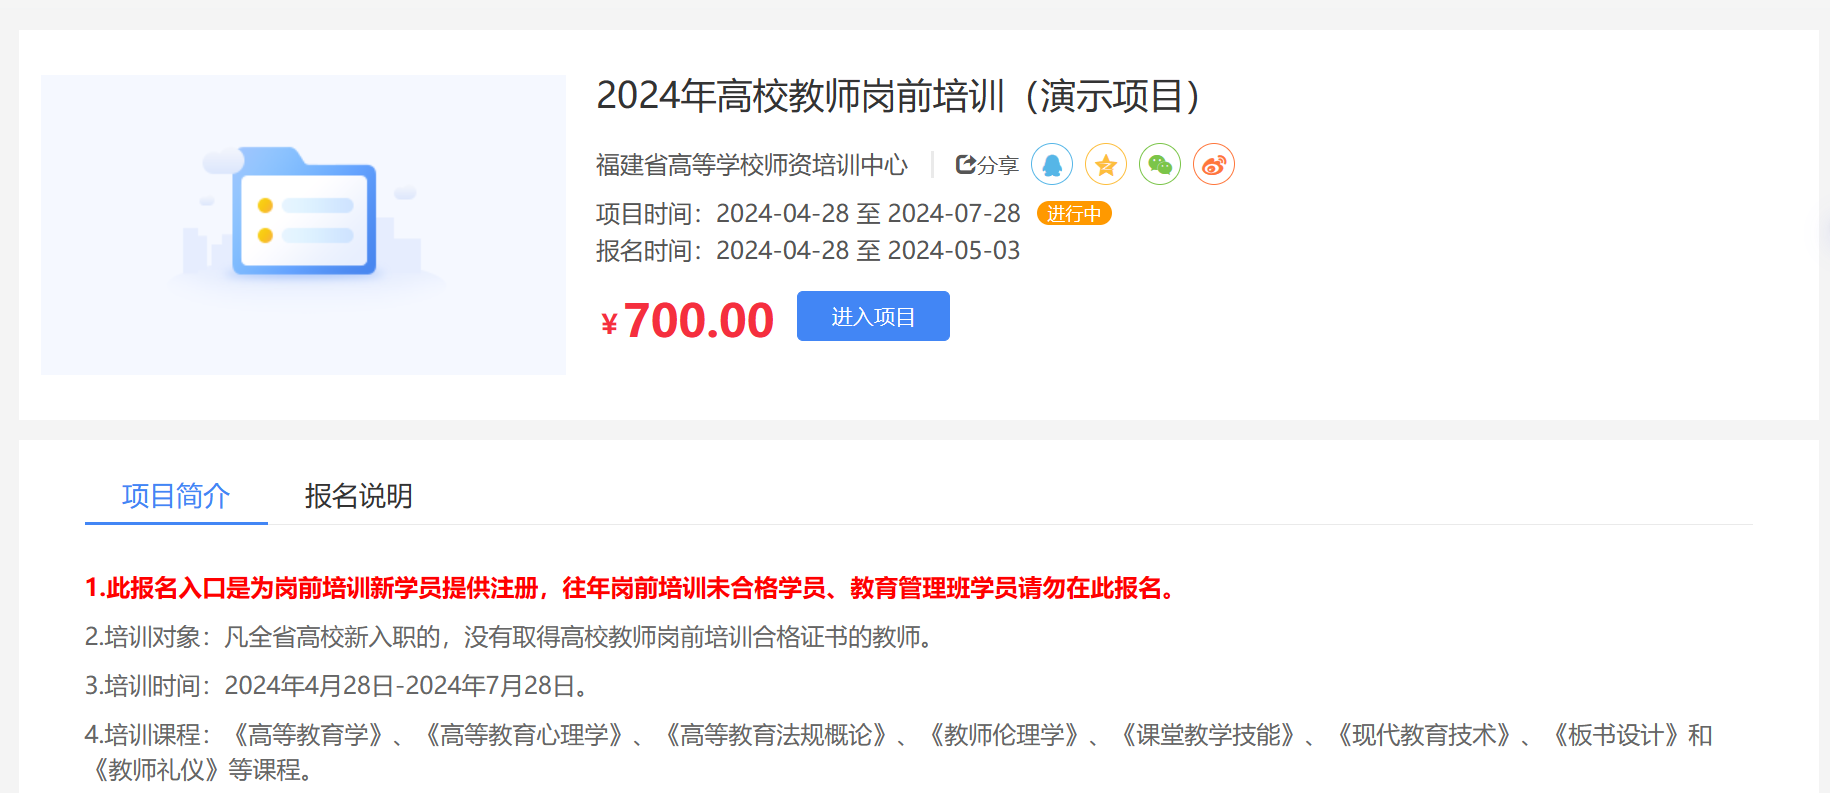 2024年高校教师岗前培训（演示项目）
福建省高等学校师资培训中心 | 分享
项目时间：2024-04-28 至 2024-07-28 进行中
报名时间：2024-04-28 至 2024-05-03
¥700.00 进入项目
项目简介 报名说明
1.此报名入口是为岗前培训新学员提供注册，往年岗前培训未合格学员、教育管理班学员请勿在此报名。
2.培训对象：凡全省高校新入职的，没有取得高校教师岗前培训合格证书的教师。
3.培训时间：2024年4月28日-2024年7月28日。
4.培训课程：《高等教育学》、《高等教育心理学》、《高等教育法规概论》、《教师伦理学》、《课堂教学技能》、《现代教育技术》、《板书设计》和
《教师礼仪》等课程。